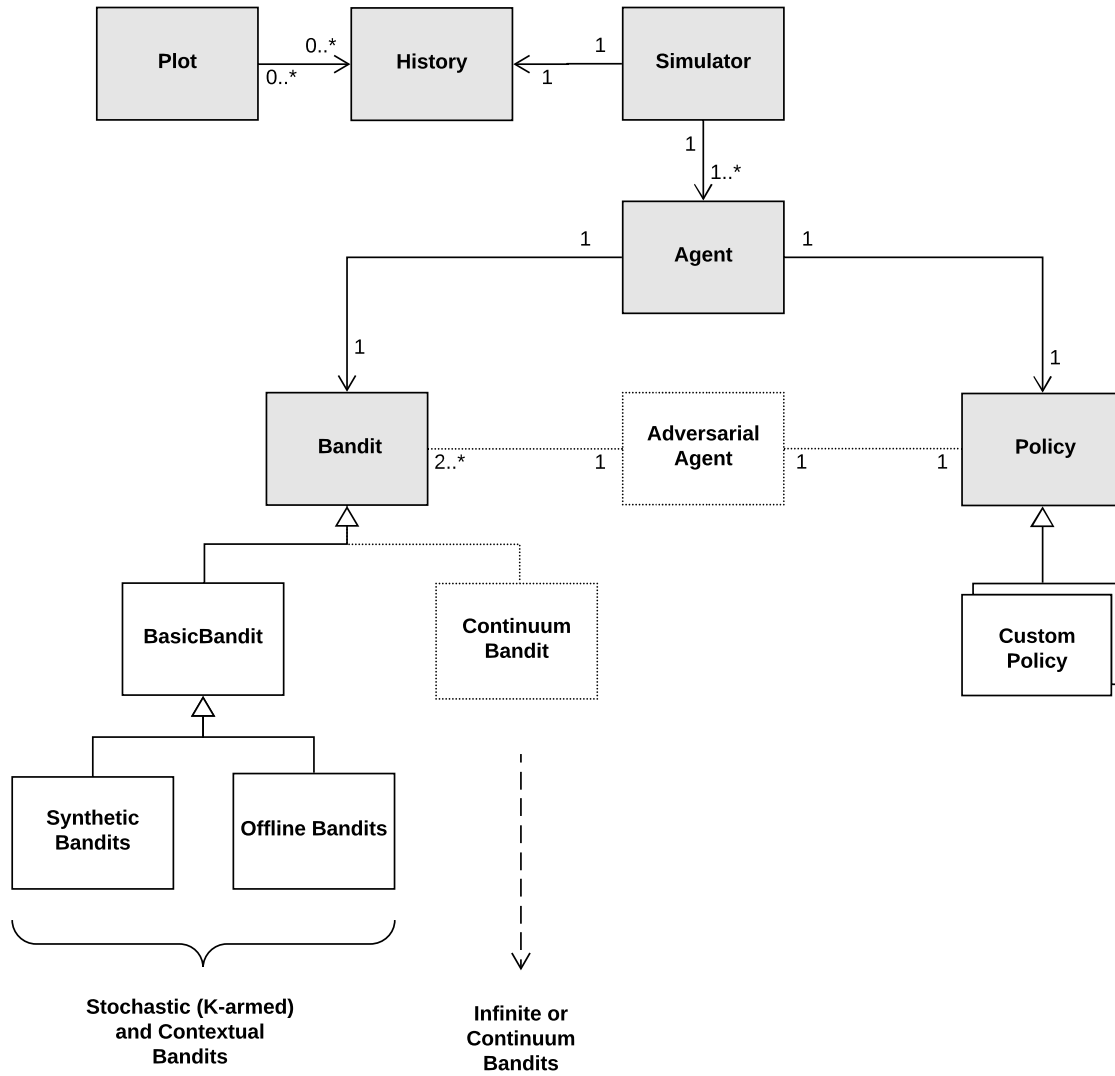 Plot
0..*
0..*
History
1
1
Simulator
1
1..*
Agent
1
1
1
1
Bandit
2..*
1
Adversarial
Agent
1
1
Policy
BasicBandit
Continuum
Bandit
Custom
Policy
Synthetic
Bandits
Offline Bandits
Stochastic (K-armed)
and Contextual
Bandits
Infinite or
Continuum
Bandits